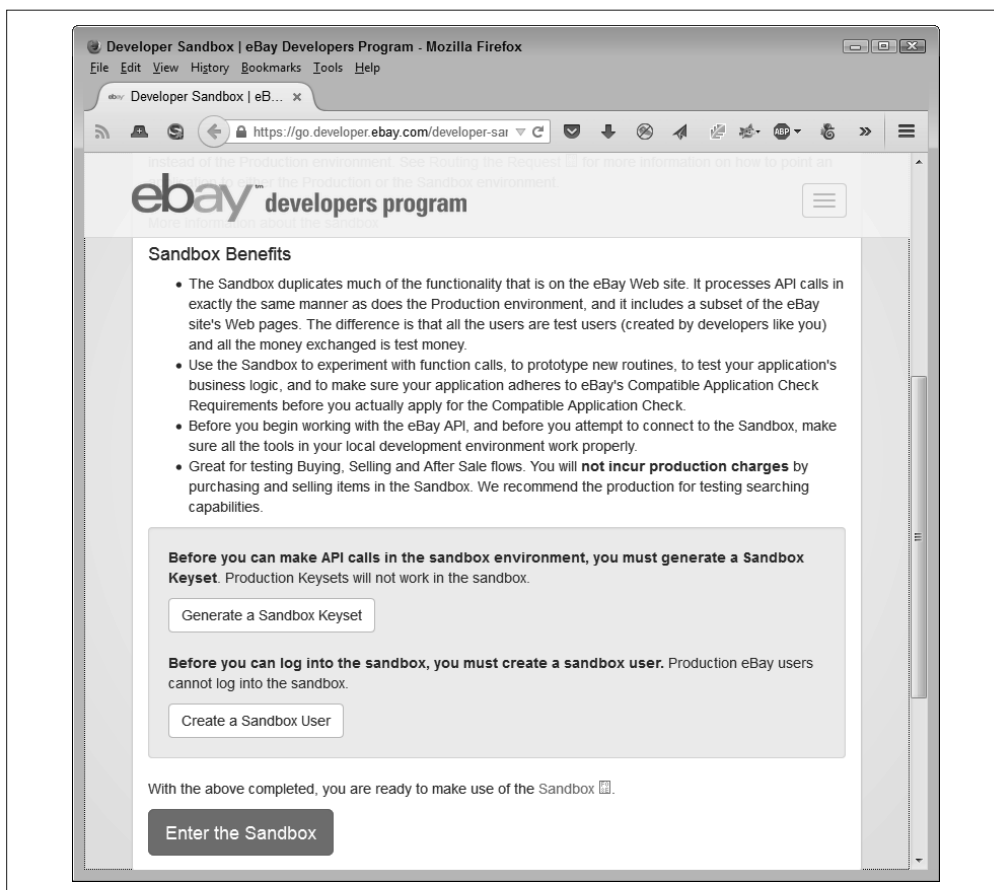 Developer Sandbox | eBay Developers Program - Mozilla Firefox
File Edit View History Bookmarks Tools Help
ebay Developer Sandbox | eB... ×
https://go.developer.ebay.com/developer-sar
ABP
instead of the Production environment. See Routing the Request for more information on how to point an
application to either the Production or the Sandbox environment.
ebay™ developers program
More information about the sandbox
Sandbox Benefits
• The Sandbox duplicates much of the functionality that is on the eBay Web site. It processes API calls in
exactly the same manner as does the Production environment, and it includes a subset of the eBay
site's Web pages. The difference is that all the users are test users (created by developers like you)
and all the money exchanged is test money.
• Use the Sandbox to experiment with function calls, to prototype new routines, to test your application's
business logic, and to make sure your application adheres to eBay's Compatible Application Check
Requirements before you actually apply for the Compatible Application Check.
• Before you begin working with the eBay API, and before you attempt to connect to the Sandbox, make
sure all the tools in your local development environment work properly.
• Great for testing Buying, Selling and After Sale flows. You will not incur production charges by
purchasing and selling items in the Sandbox. We recommend the production for testing searching
capabilities.
Before you can make API calls in the sandbox environment, you must generate a Sandbox
Keyset. Production Keysets will not work in the sandbox.
Generate a Sandbox Keyset
Before you can log into the sandbox, you must create a sandbox user. Production eBay users
cannot log into the sandbox.
Create a Sandbox User
With the above completed, you are ready to make use of the Sandbox.
Enter the Sandbox